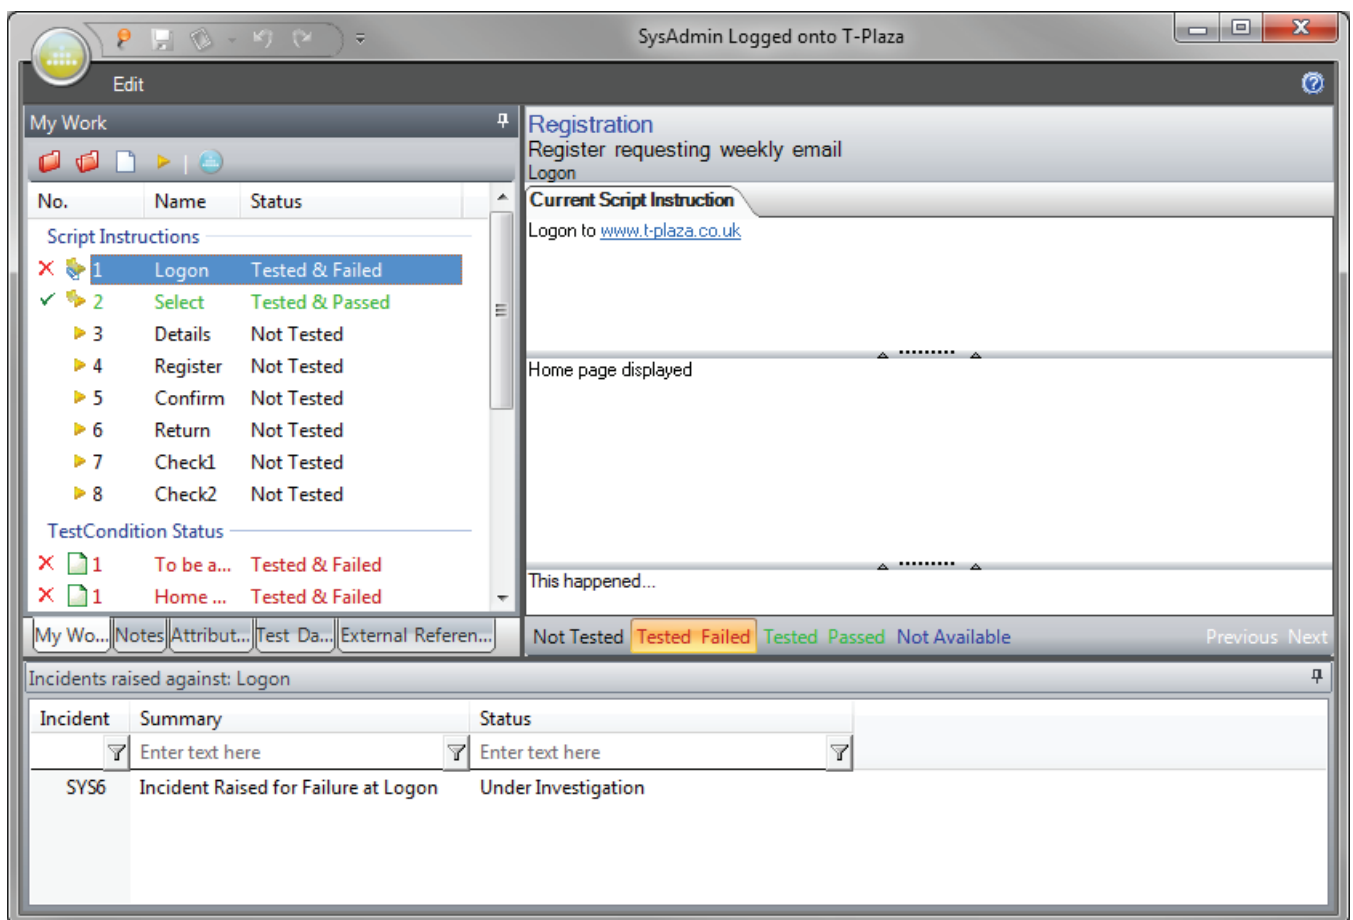 SysAdmin Logged onto T-Plaza
Edit
My Work
No. Name Status
Script Instructions
1 Logon Tested & Failed
2 Select Tested & Passed
3 Details Not Tested
4 Register Not Tested
5 Confirm Not Tested
6 Return Not Tested
7 Check1 Not Tested
8 Check2 Not Tested
TestCondition Status
1 To be a... Tested & Failed
1 Home ... Tested & Failed
My Wo... Notes Attribut... Test Da... External Referen...
Registration
Register requesting weekly email
Logon
Current Script Instruction
Logon to www.t-plaza.co.uk
Home page displayed
This happened...
Not Tested Tested Failed Tested Passed Not Available Previous Next
Incidents raised against: Logon
Incident Summary Status
Enter text here Enter text here
SYS6 Incident Raised for Failure at Logon Under Investigation